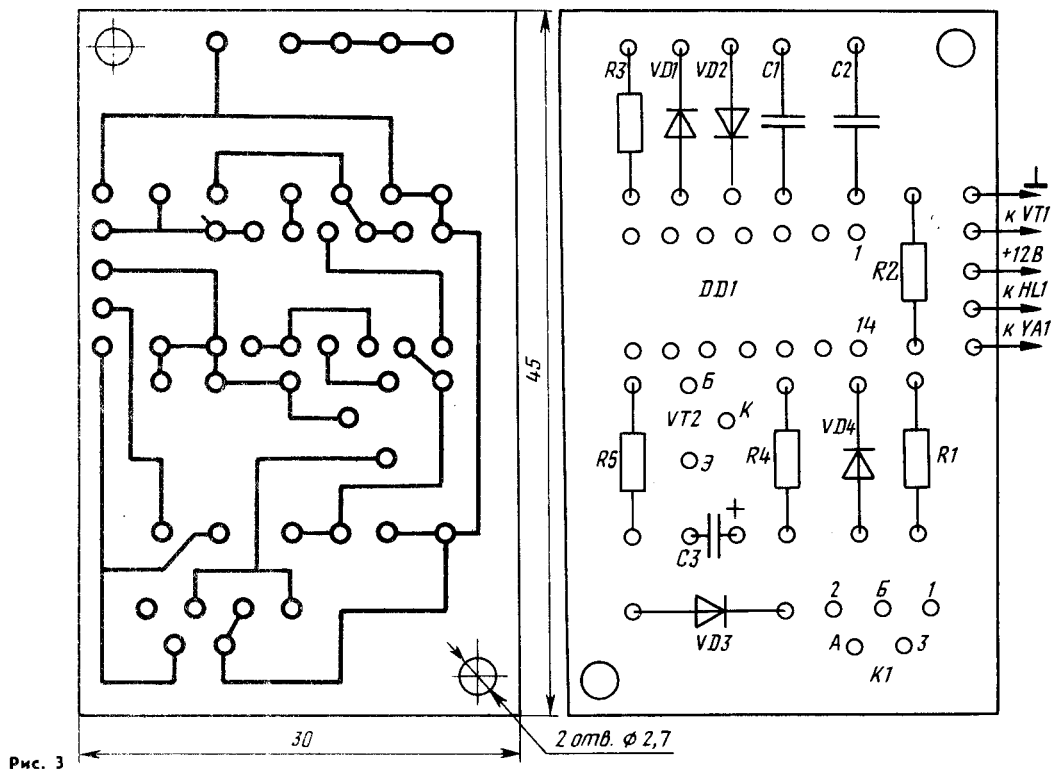 R3
VD1
VD2
C1
C2
к VT1
+12В
к HL1
к YA1
1
DD1
R2
14
Б
VT2
К
Э
R5
R4
VD4
R1
C3
+
VD3
2
Б
1
А
3
K1
45
30
2 отв. ϕ 2,7
Рис. 3